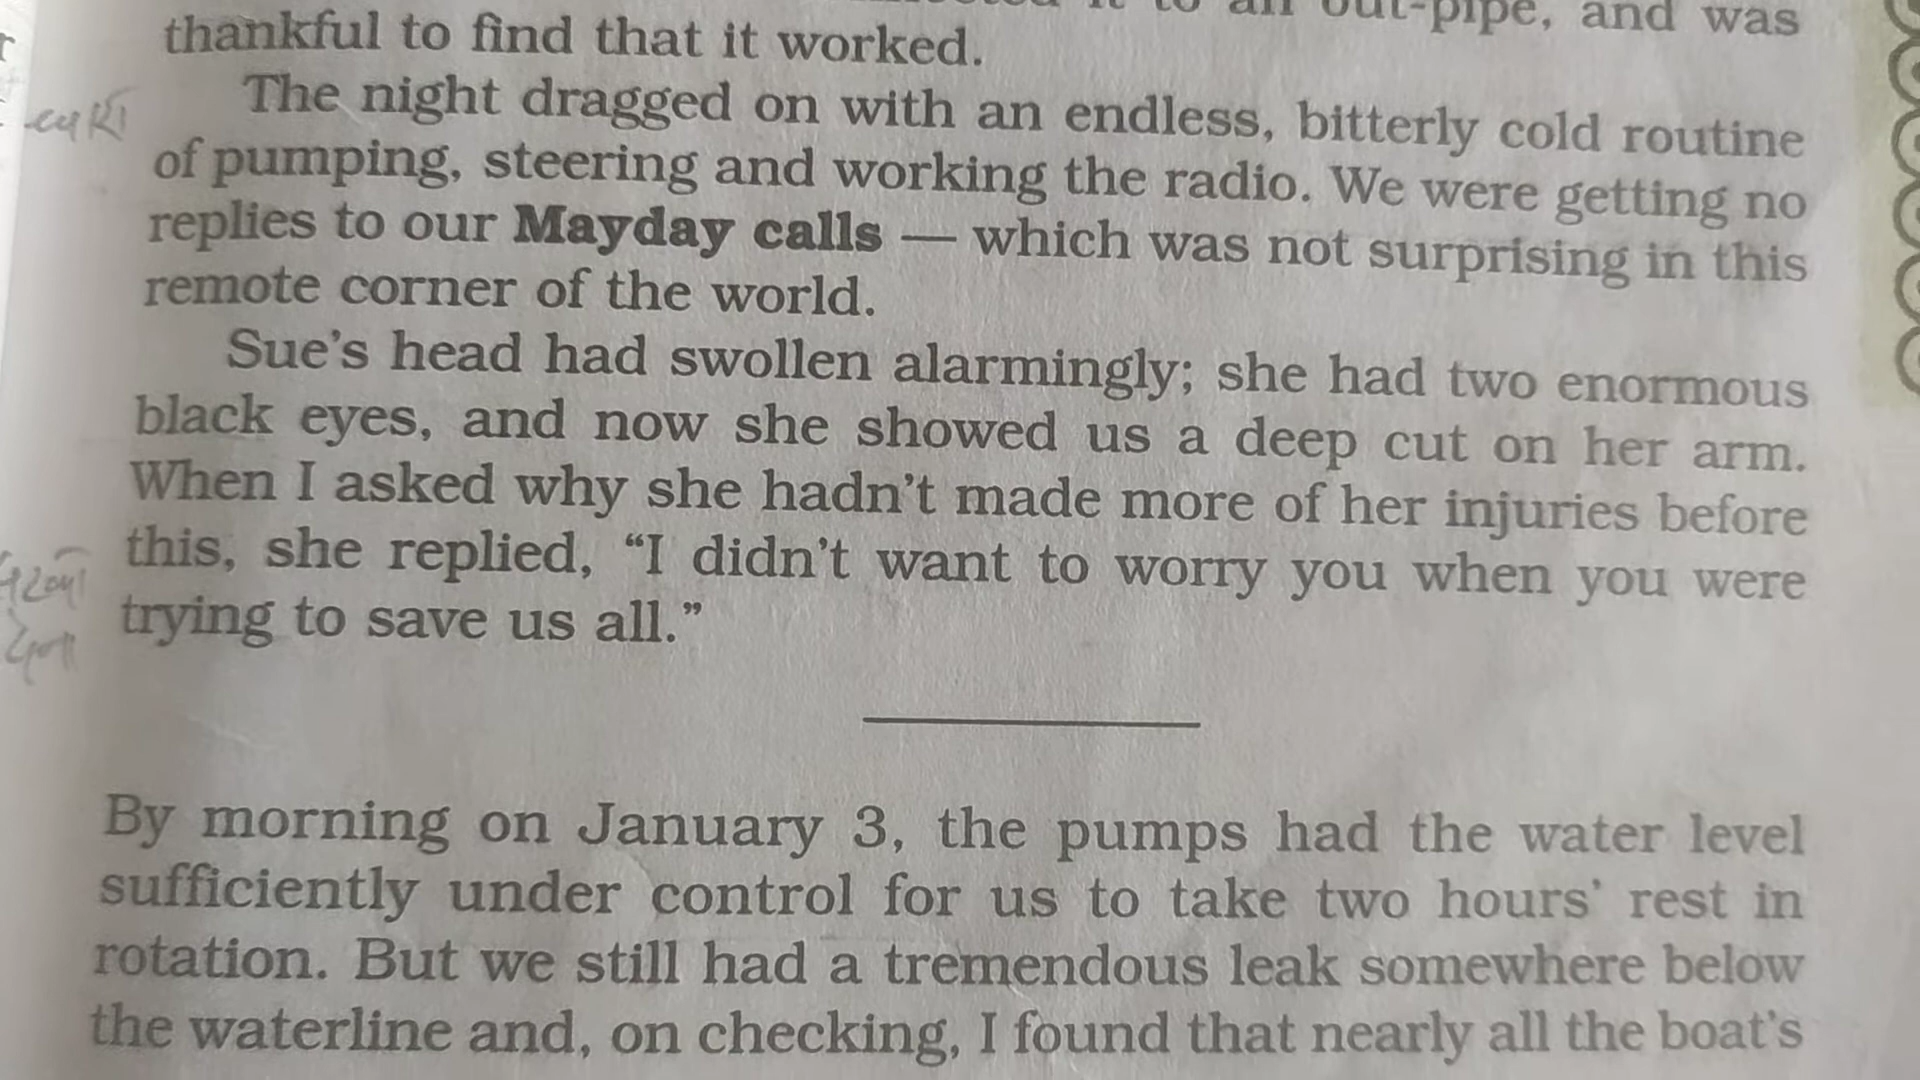 it to an out-pipe, and was
thankful to find that it worked.
The night dragged on with an endless, bitterly cold routine
of pumping, steering and working the radio. We were getting no
replies to our Mayday calls — which was not surprising in this
remote corner of the world.
Sue's head had swollen alarmingly; she had two enormous
black eyes, and now she showed us a deep cut on her arm.
When I asked why she hadn't made more of her injuries before
this, she replied, “I didn't want to worry you when you were
trying to save us all.”
By morning on January 3, the pumps had the water level
sufficiently under control for us to take two hours' rest in
rotation. But we still had a tremendous leak somewhere below
the waterline and, on checking, I found that nearly all the boat's